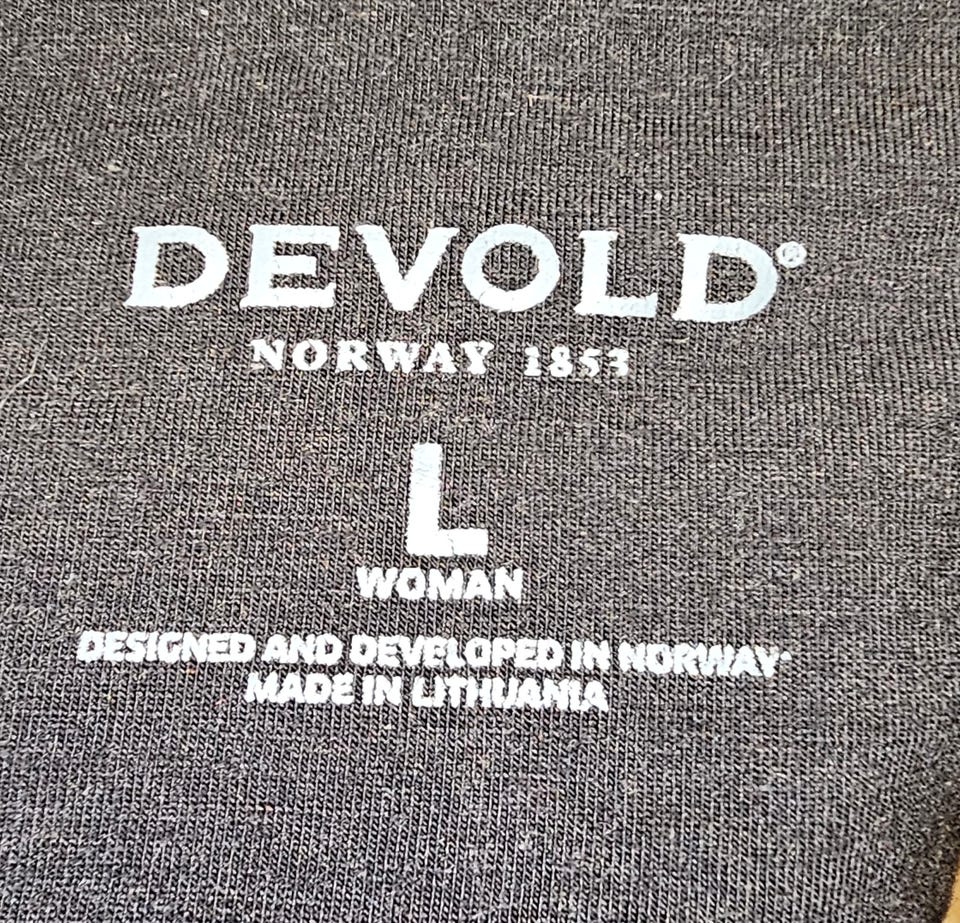 DEVOLD®
NORWAY 1853
L
WOMAN
DESIGNED AND DEVELOPED IN NORWAY
MADE IN LITHUANIA